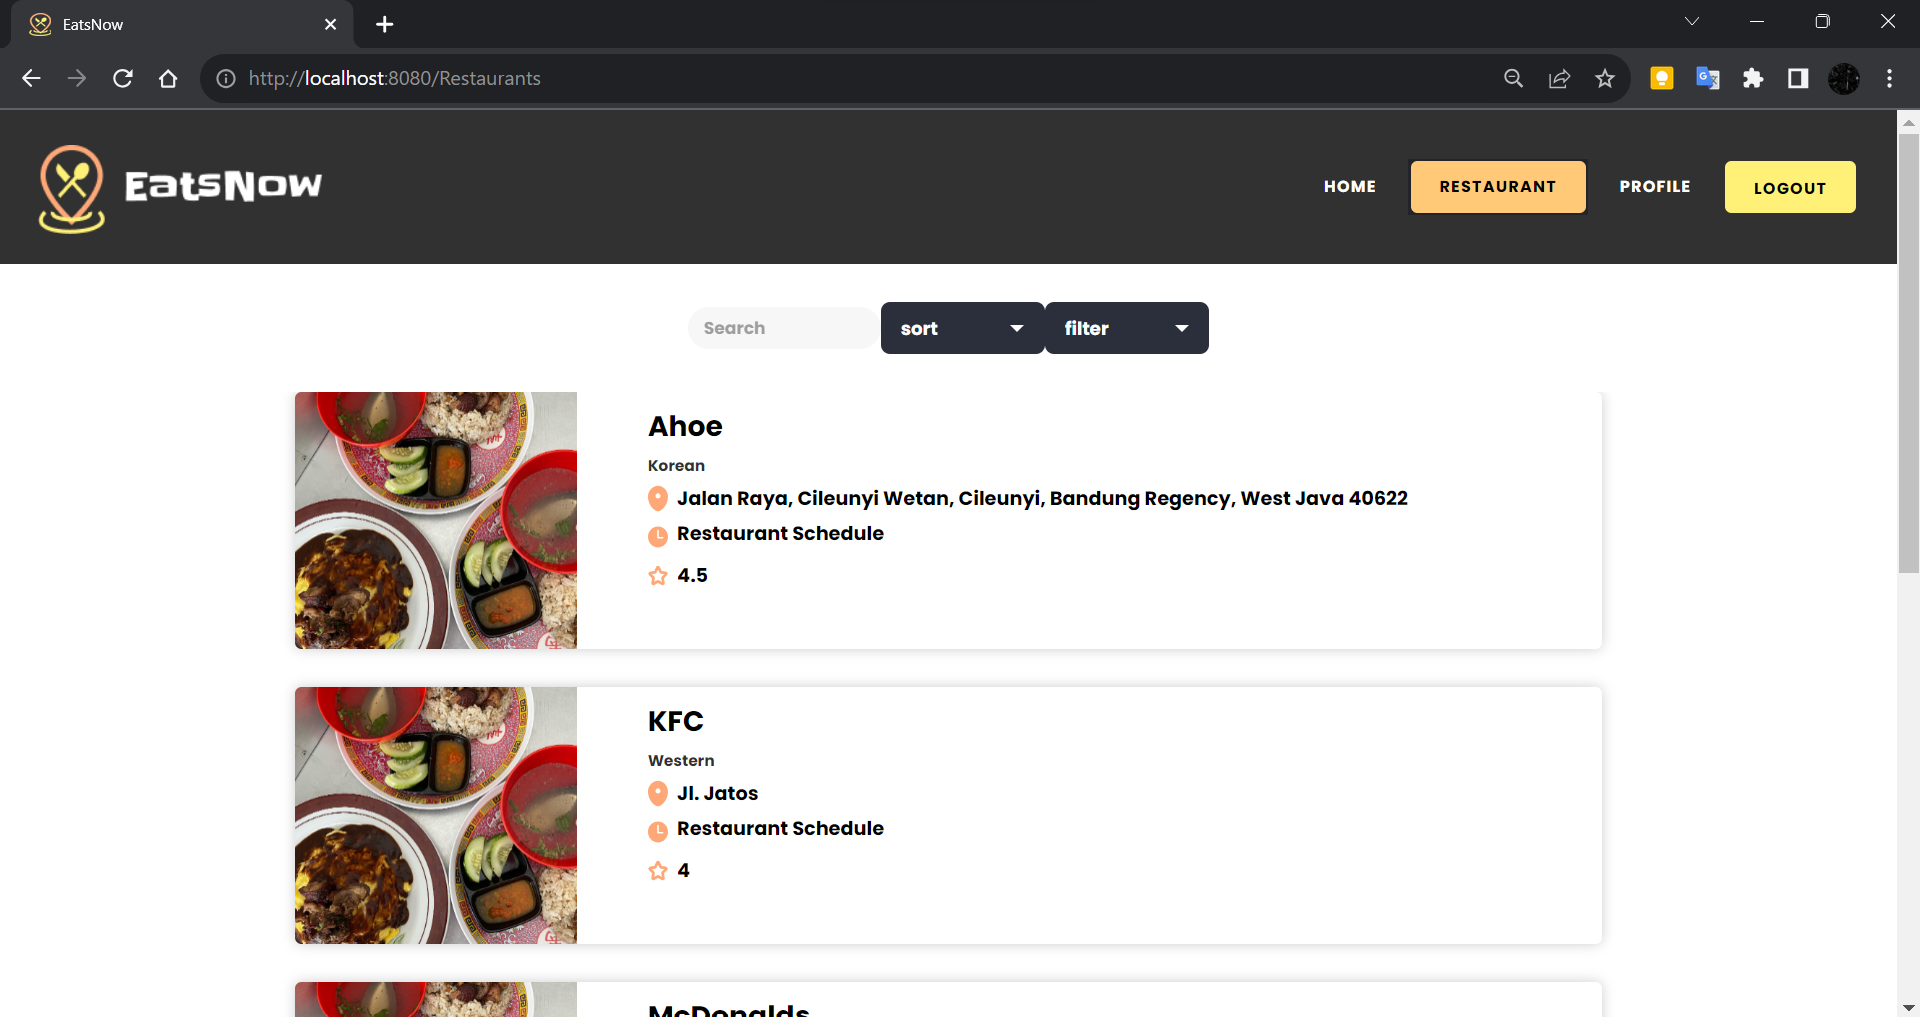 EatsNow
http://localhost:8080/Restaurants
EatsNow
HOME
RESTAURANT
PROFILE
LOGOUT
Search
sort
filter
Ahoe
Korean
Jalan Raya, Cileunyi Wetan, Cileunyi, Bandung Regency, West Java 40622
Restaurant Schedule
4.5
KFC
Western
Jl. Jatos
Restaurant Schedule
4
McDonalds